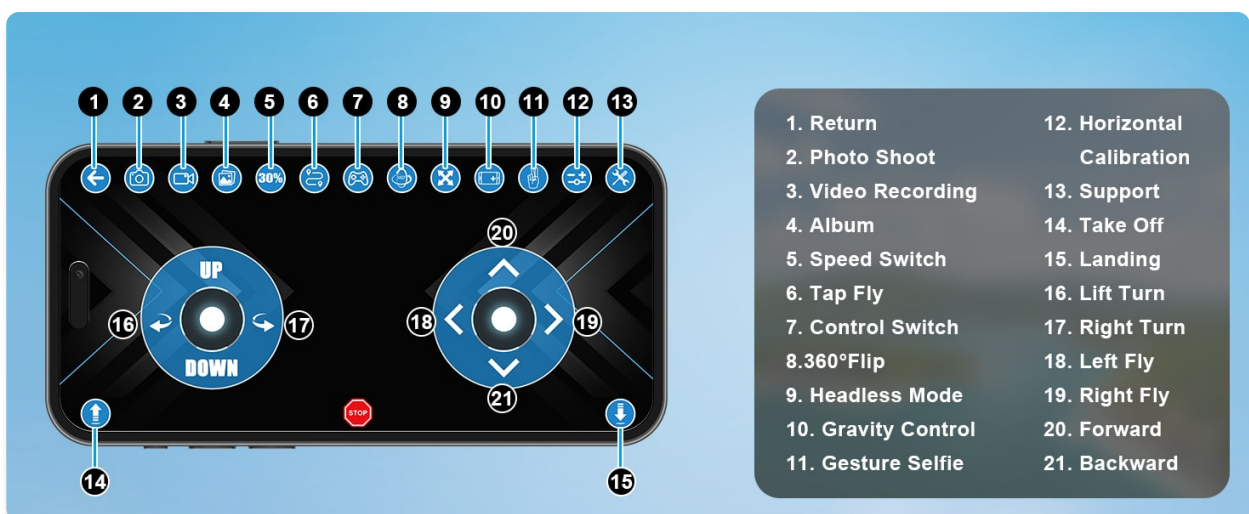 1 2 3 4 5 6 7 8 9 10 11 12 13
30%
360°
20
UP
16 17 18 19
DOWN
21
STOP
14 15
1. Return
2. Photo Shoot
3. Video Recording
4. Album
5. Speed Switch
6. Tap Fly
7. Control Switch
8.360°Flip
9. Headless Mode
10. Gravity Control
11. Gesture Selfie
12. Horizontal
Calibration
13. Support
14. Take Off
15. Landing
16. Lift Turn
17. Right Turn
18. Left Fly
19. Right Fly
20. Forward
21. Backward